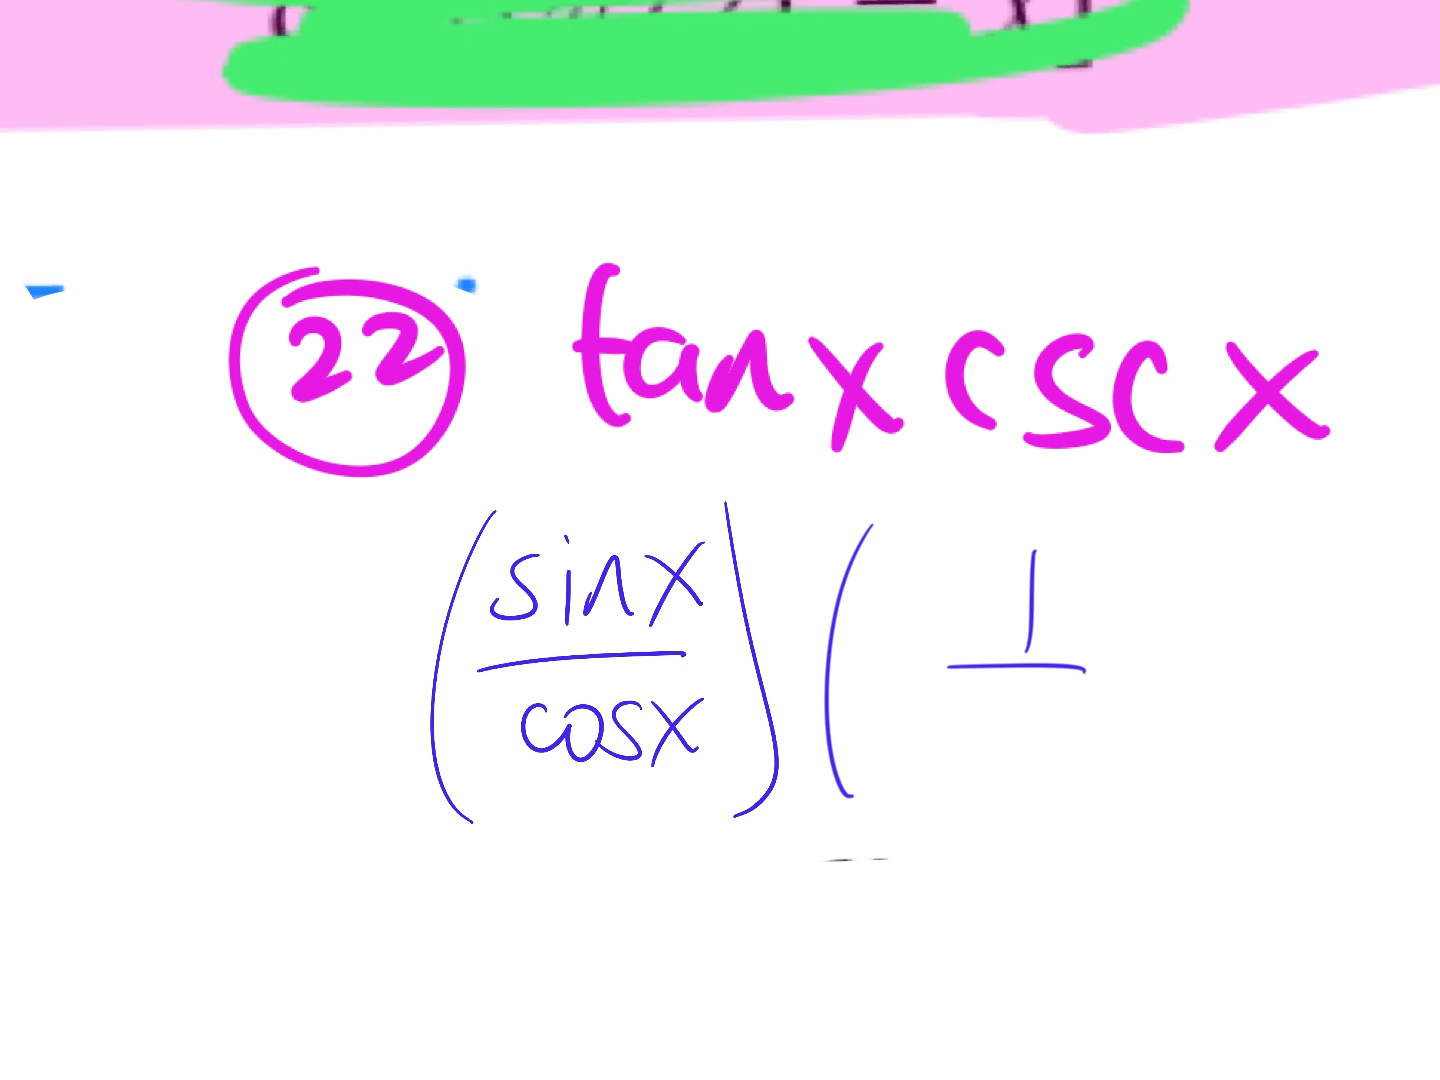 22 tanx cscx
(sinx/cosx) (1/